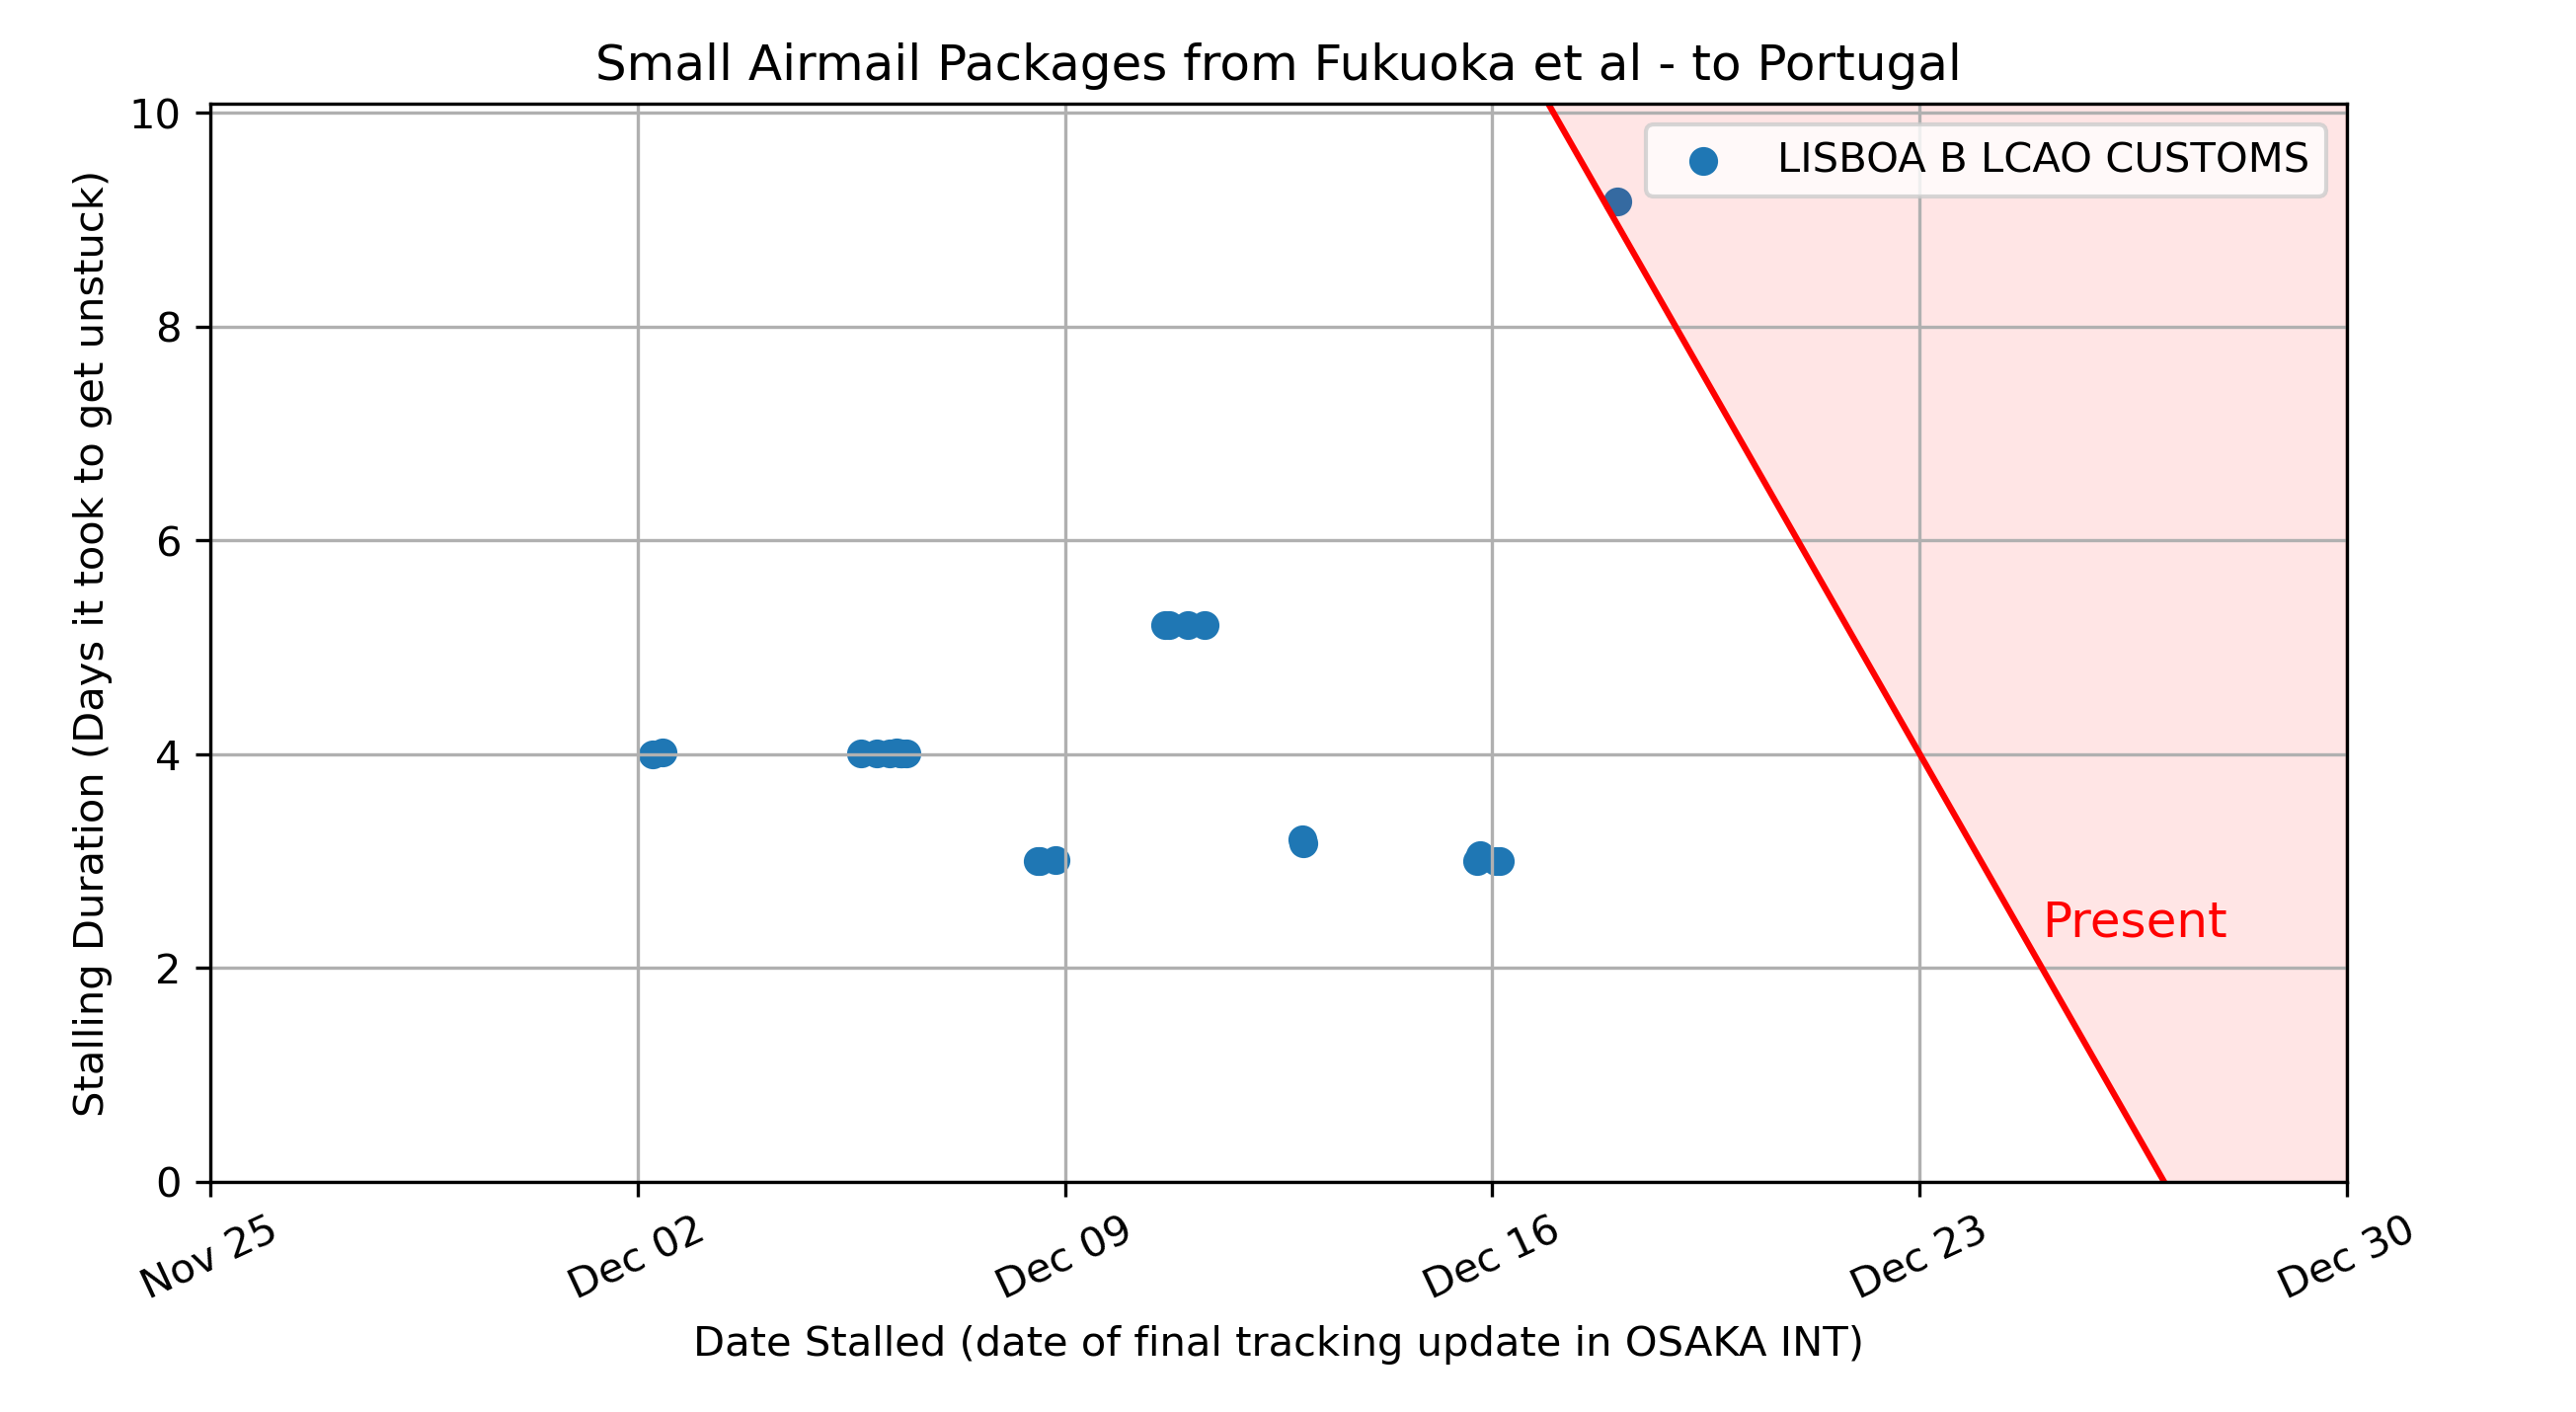 Small Airmail Packages from Fukuoka et al - to Portugal
LISBOA B LCAO CUSTOMS
Stalling Duration (Days it took to get unstuck)
10
8
6
4
2
0
Present
Nov 25
Dec 02
Dec 09
Dec 16
Dec 23
Dec 30
Date Stalled (date of final tracking update in OSAKA INT)